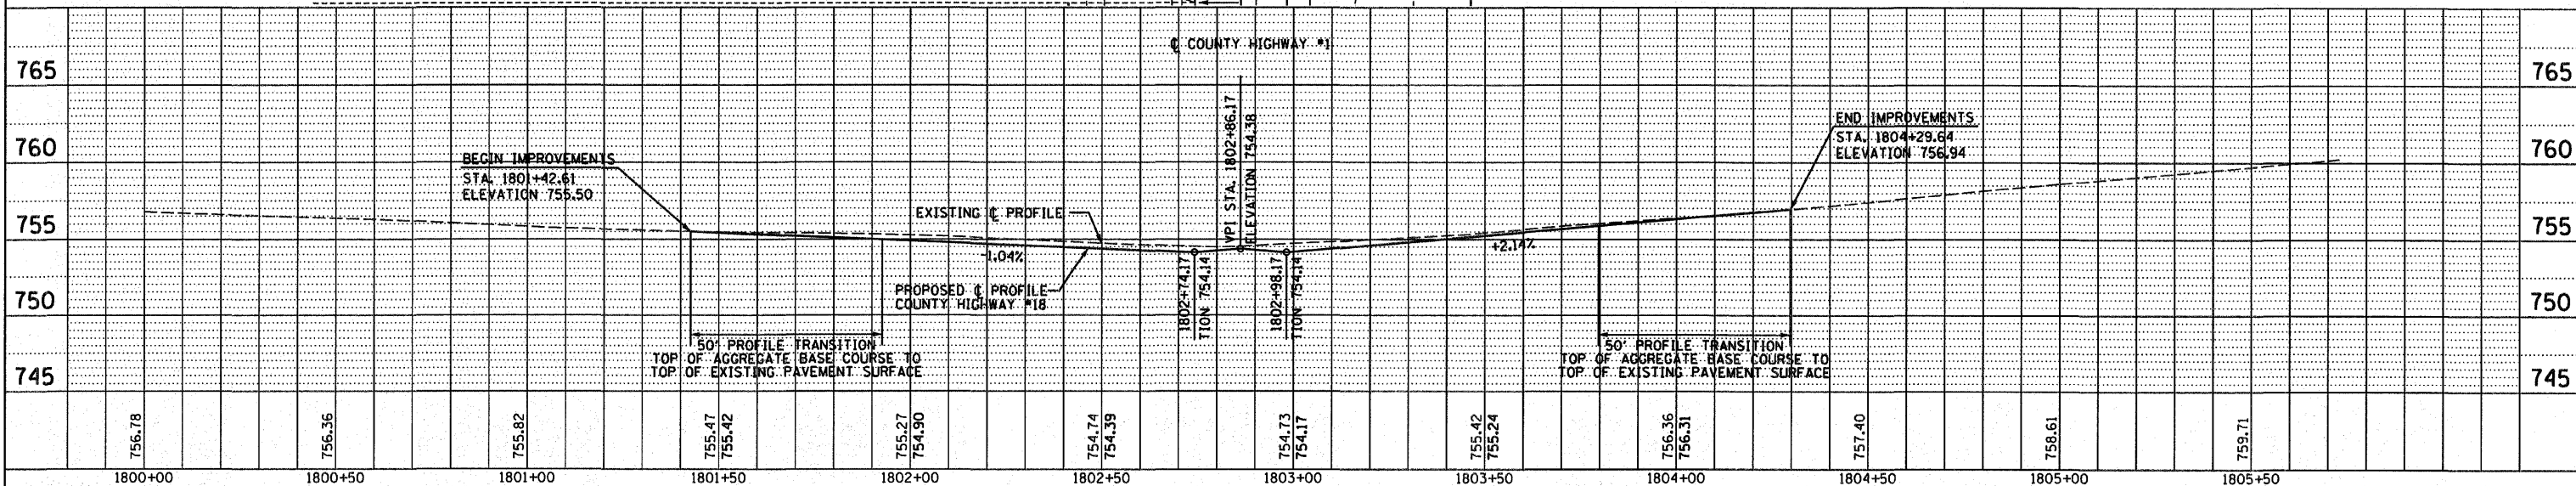 ℄ COUNTY HIGHWAY #1
765
765
760
760
755
755
750
750
745
745
BEGIN IMPROVEMENTS
STA. 1801+42.61
ELEVATION 755.50
EXISTING ℄ PROFILE
VPI STA. 1802+86.17
ELEVATION 754.38
END IMPROVEMENTS
STA. 1804+29.64
ELEVATION 756.94
-1.04%
+2.14%
PROPOSED ℄ PROFILE
COUNTY HIGHWAY #18
1802+74.17
TION 754.14
1802+98.17
TION 754.14
50' PROFILE TRANSITION
TOP OF AGGREGATE BASE COURSE TO
TOP OF EXISTING PAVEMENT SURFACE
50' PROFILE TRANSITION
TOP OF AGGREGATE BASE COURSE TO
TOP OF EXISTING PAVEMENT SURFACE
756.78
756.36
755.82
755.47
755.42
755.27
754.90
754.74
754.39
754.73
754.17
755.42
755.24
756.36
756.31
757.40
758.61
759.71
1800+00
1800+50
1801+00
1801+50
1802+00
1802+50
1803+00
1803+50
1804+00
1804+50
1805+00
1805+50